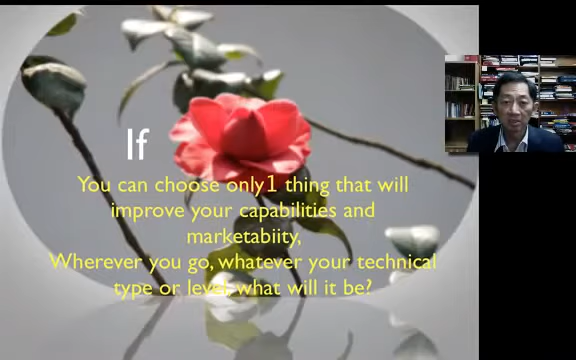 If
You can choose only 1 thing that will
improve your capabilities and
marketabiity,
Wherever you go, whatever your technical
type or level, what will it be?